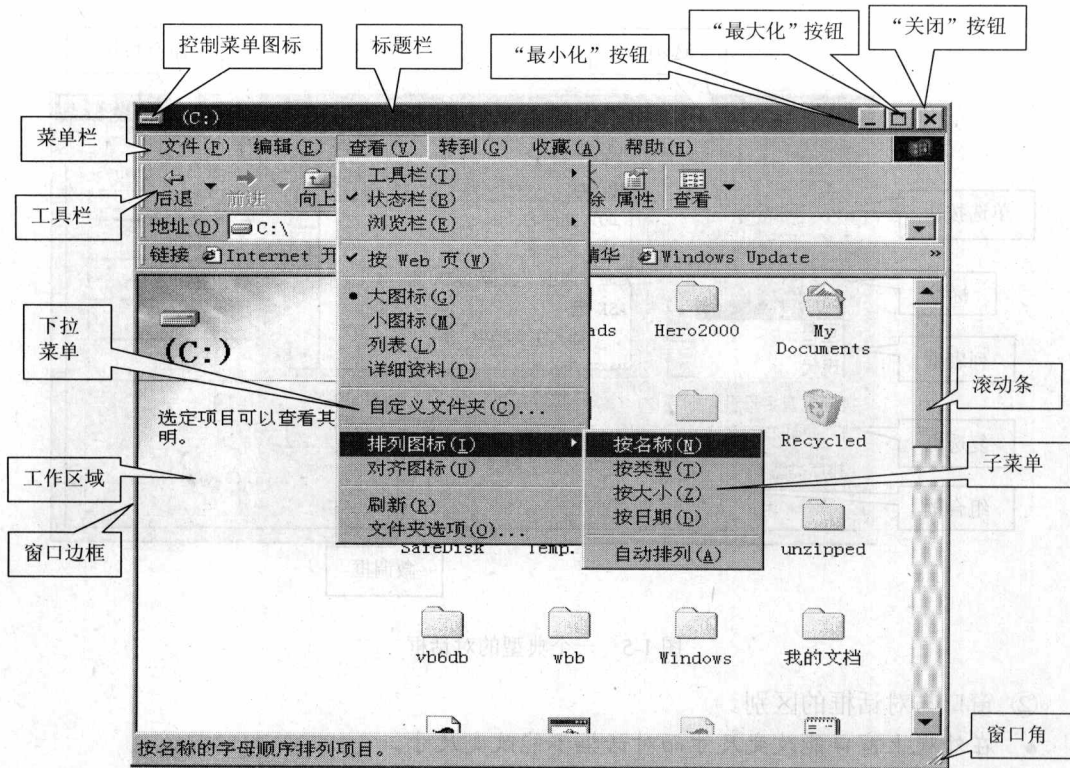 控制菜单图标
标题栏
“最小化”按钮
“最大化”按钮
“关闭”按钮
菜单栏
工具栏
下拉
菜单
工作区域
窗口边框
滚动条
子菜单
窗口角
(C:)
文件(F) 编辑(E) 查看(V) 转到(G) 收藏(A) 帮助(H)
后退 前进 向上 除 属性 查看
地址(D) C:\
链接 Internet 开 精华 Windows Update »
工具栏(T)
状态栏(B)
浏览栏(E)
按 Web 页(W)
大图标(G)
小图标(M)
列表(L)
详细资料(D)
自定义文件夹(C)...
排列图标(I)
对齐图标(U)
刷新(R)
文件夹选项(O)...
按名称(N)
按类型(T)
按大小(Z)
按日期(D)
自动排列(A)
(C:)
选定项目可以查看其
明。
ads Hero2000 My
Documents
Recycled
SafeDisk Temp. unzipped
vb6db wbb Windows 我的文档
按名称的字母顺序排列项目。